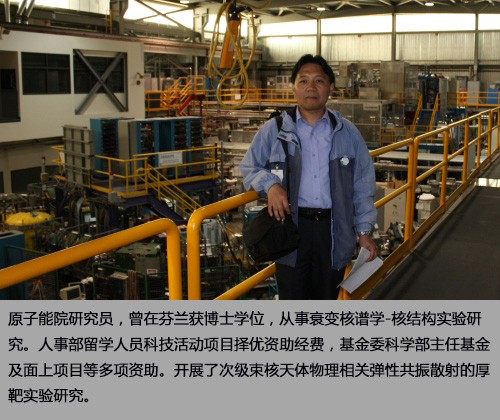 原子能院研究员，曾在芬兰获博士学位，从事衰变核谱学-核结构实验研
究。人事部留学人员科技活动项目择优资助经费，基金委科学部主任基金
及面上项目等多项资助。开展了次级束核天体物理相关弹性共振散射的厚
靶实验研究。